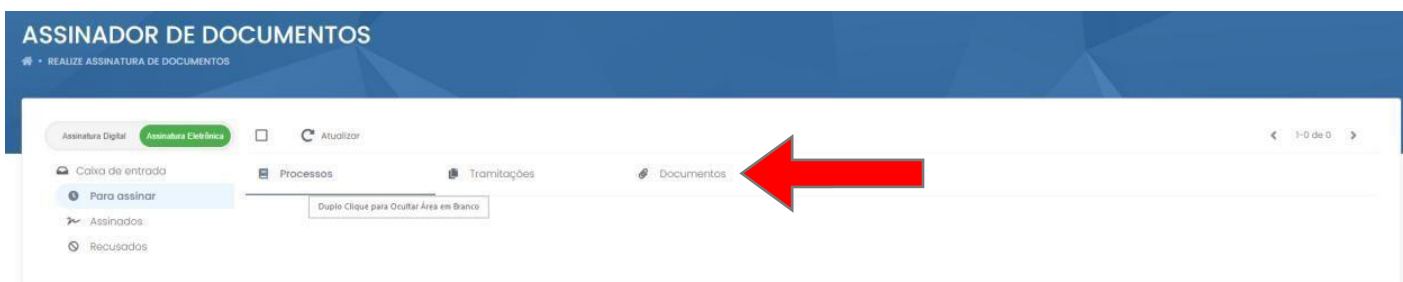 ASSINADOR DE DOCUMENTOS
• REALIZE ASSINATURA DE DOCUMENTOS
Assinatura Digital Assinatura Eletrônica Atualizar 1-0 de 0
Caixa de entrada Processos Tramitações Documentos
Para assinar
Duplo Clique para Ocultar Área em Branco
Assinados
Recusados